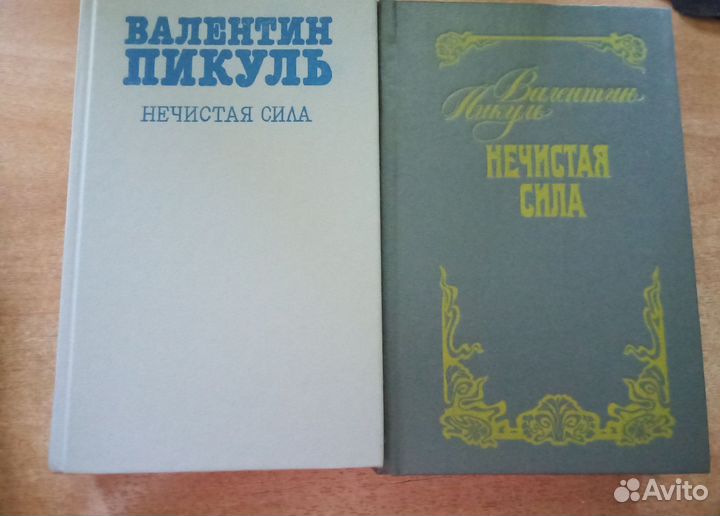 ВАЛЕНТИН
ПИКУЛЬ
НЕЧИСТАЯ СИЛА
Валентин
Пикуль
НЕЧИСТАЯ
СИЛА
Avito